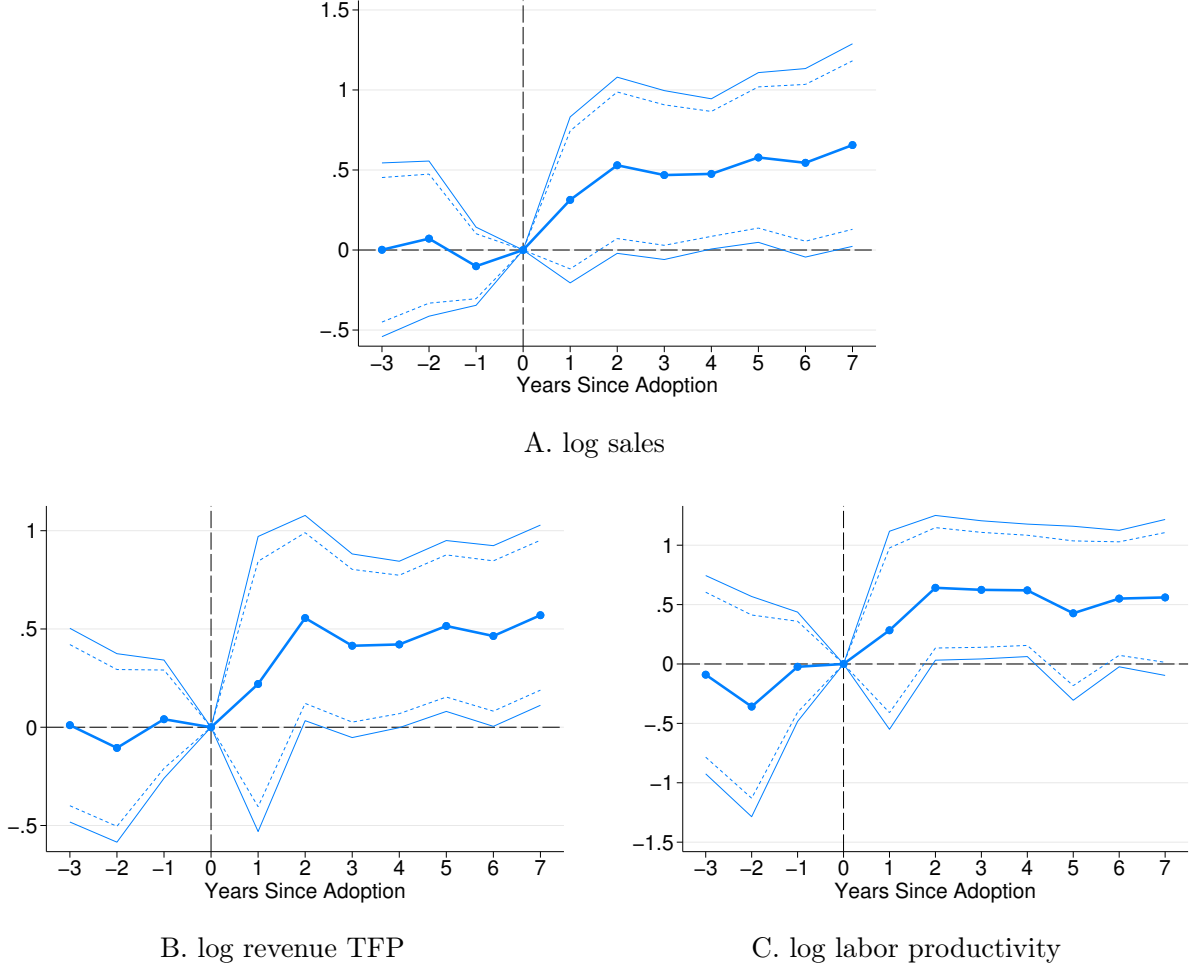 1.5
1
.5
0
−.5
−3 −2 −1 0 1 2 3 4 5 6 7
Years Since Adoption
A. log sales
1
.5
0
−.5
−3 −2 −1 0 1 2 3 4 5 6 7
Years Since Adoption
B. log revenue TFP
1
.5
0
−.5
−1
−1.5
−3 −2 −1 0 1 2 3 4 5 6 7
Years Since Adoption
C. log labor productivity